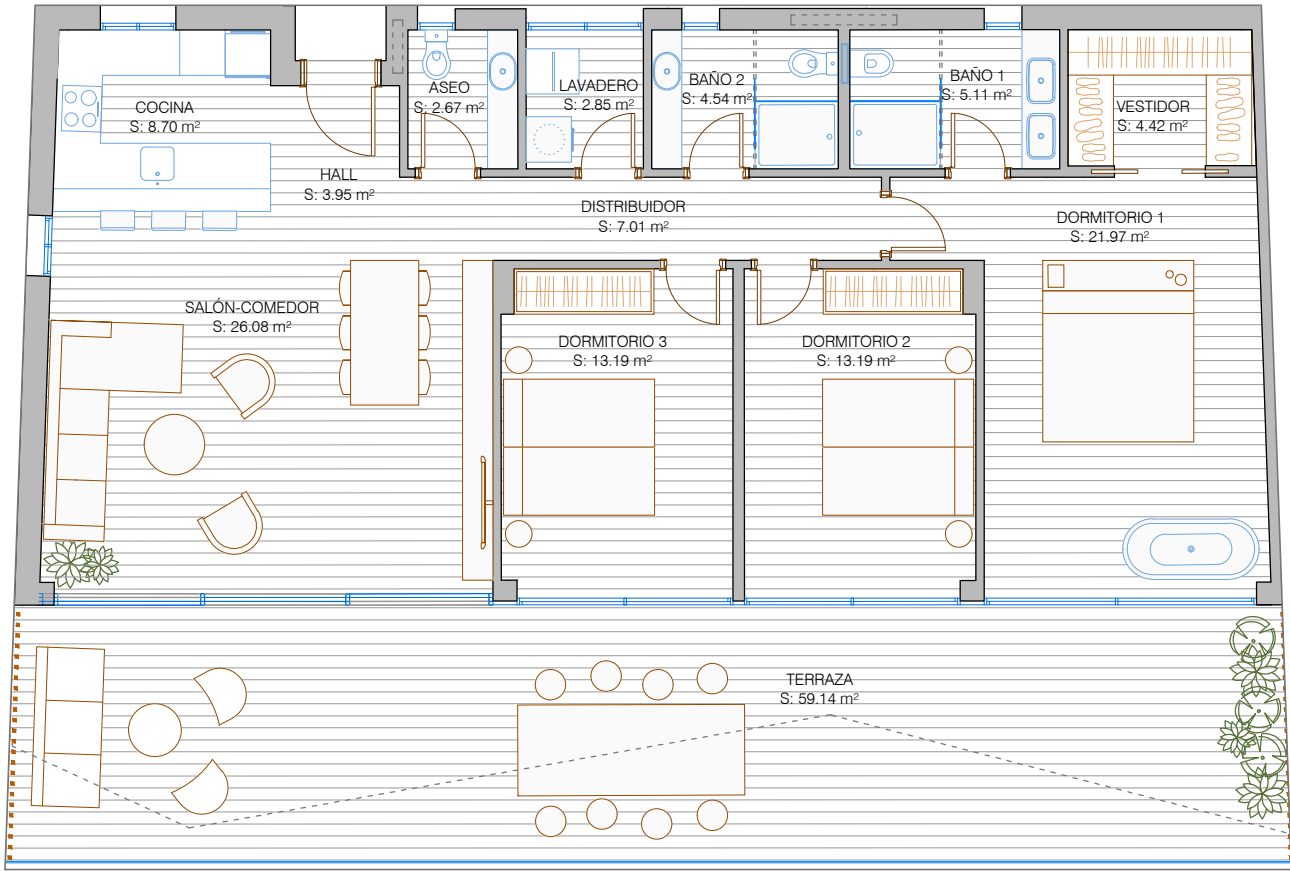 COCINA
S: 8.70 m²
ASEO
S: 2.67 m²
LAVADERO
S: 2.85 m²
BAÑO 2
S: 4.54 m²
BAÑO 1
S: 5.11 m²
VESTIDOR
S: 4.42 m²
HALL
S: 3.95 m²
DISTRIBUIDOR
S: 7.01 m²
DORMITORIO 1
S: 21.97 m²
SALÓN-COMEDOR
S: 26.08 m²
DORMITORIO 3
S: 13.19 m²
DORMITORIO 2
S: 13.19 m²
TERRAZA
S: 59.14 m²